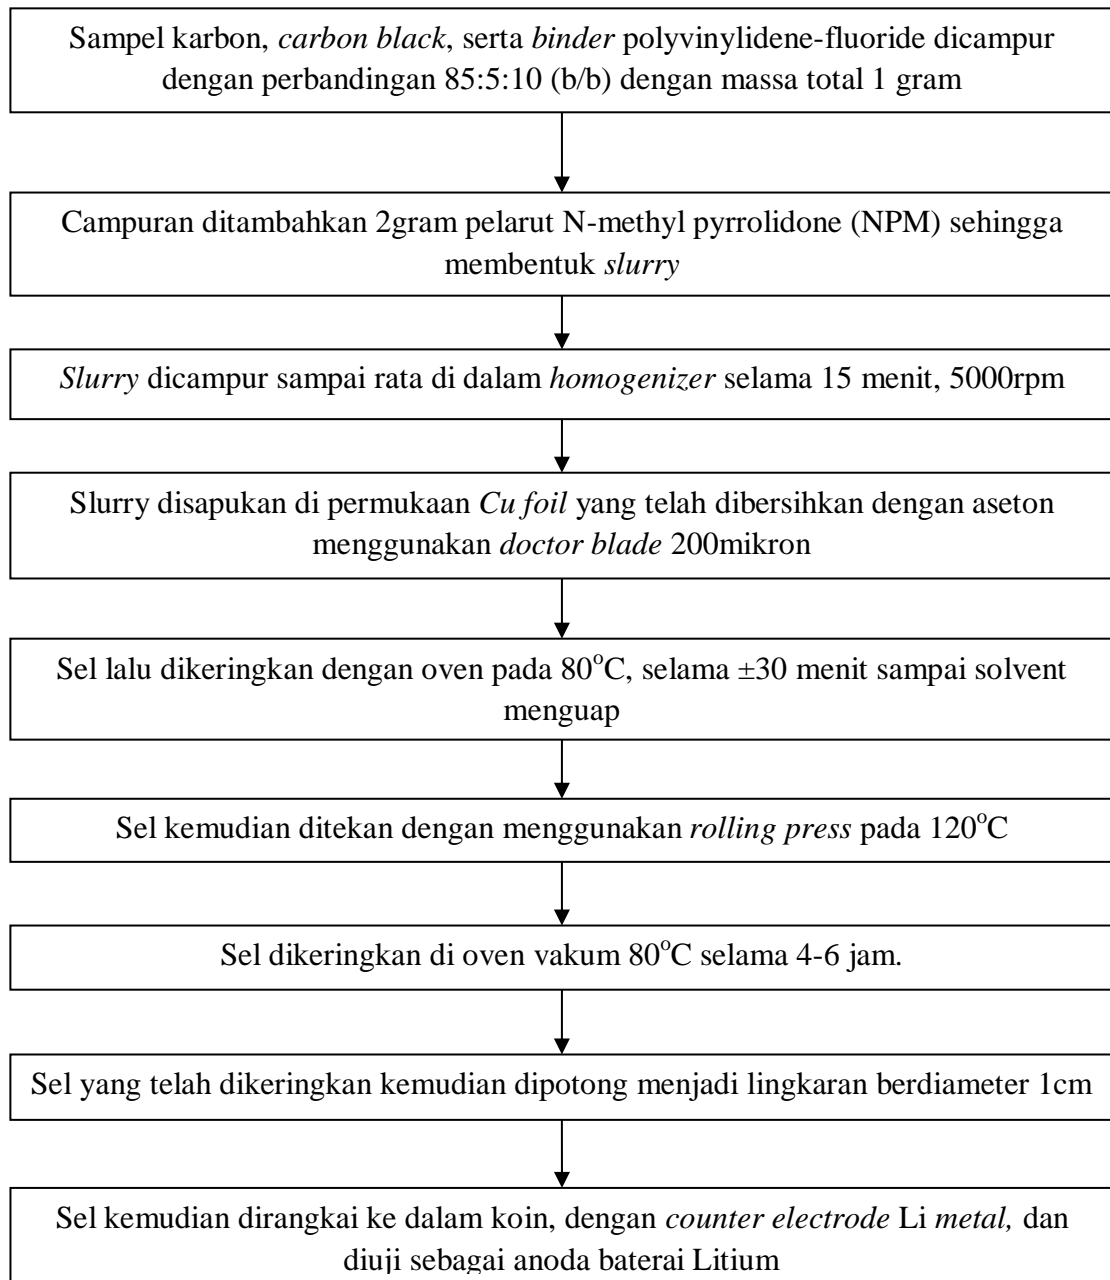 Sampel karbon, carbon black, serta binder polyvinylidene-fluoride dicampur
dengan perbandingan 85:5:10 (b/b) dengan massa total 1 gram
Campuran ditambahkan 2gram pelarut N-methyl pyrrolidone (NPM) sehingga
membentuk slurry
Slurry dicampur sampai rata di dalam homogenizer selama 15 menit, 5000rpm
Slurry disapukan di permukaan Cu foil yang telah dibersihkan dengan aseton
menggunakan doctor blade 200mikron
Sel lalu dikeringkan dengan oven pada 80°C, selama ±30 menit sampai solvent
menguap
Sel kemudian ditekan dengan menggunakan rolling press pada 120°C
Sel dikeringkan di oven vakum 80°C selama 4-6 jam.
Sel yang telah dikeringkan kemudian dipotong menjadi lingkaran berdiameter 1cm
Sel kemudian dirangkai ke dalam koin, dengan counter electrode Li metal, dan
diuji sebagai anoda baterai Litium